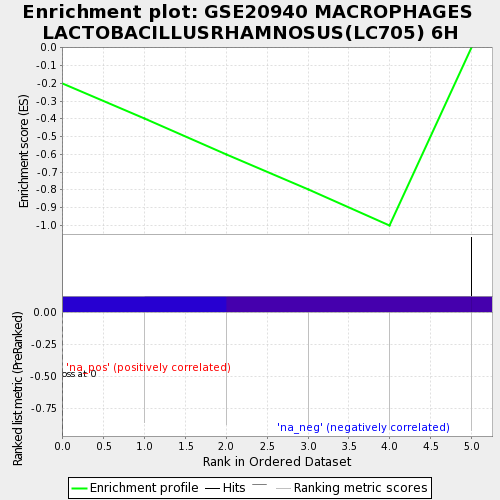 Enrichment plot: GSE20940 MACROPHAGES
LACTOBACILLUSRHAMNOSUS(LC705) 6H
Enrichment score (ES)
0.0
-0.1
-0.2
-0.3
-0.4
-0.5
-0.6
-0.7
-0.8
-0.9
-1.0
Ranked list metric (PreRanked)
0.00
-0.25
-0.50
-0.75
'na_pos' (positively correlated)
oss at 0
'na_neg' (negatively correlated)
0.0 0.5 1.0 1.5 2.0 2.5 3.0 3.5 4.0 4.5 5.0
Rank in Ordered Dataset
Enrichment profile Hits Ranking metric scores